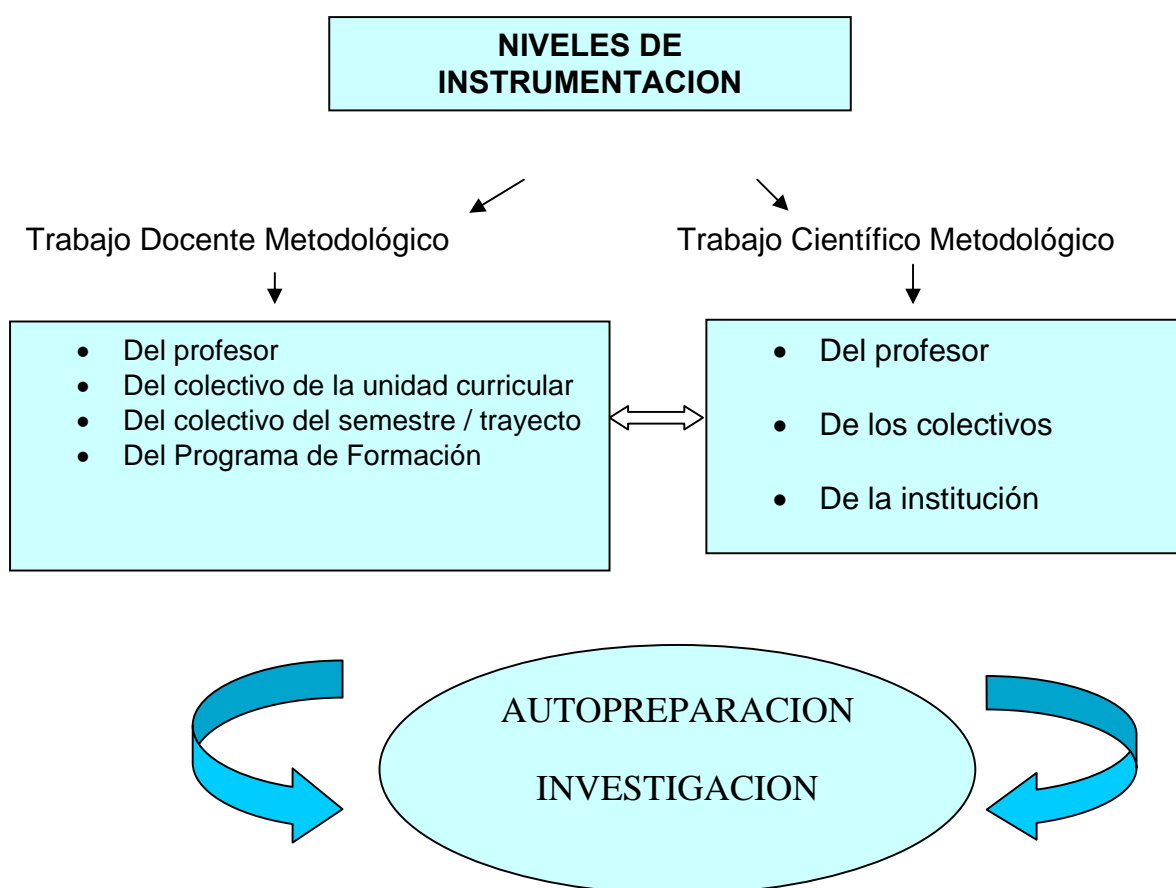 NIVELES DE
INSTRUMENTACION
Trabajo Docente Metodológico
Trabajo Científico Metodológico
• Del profesor
• Del colectivo de la unidad curricular
• Del colectivo del semestre / trayecto
• Del Programa de Formación
• Del profesor
• De los colectivos
• De la institución
AUTOPREPARACION
INVESTIGACION